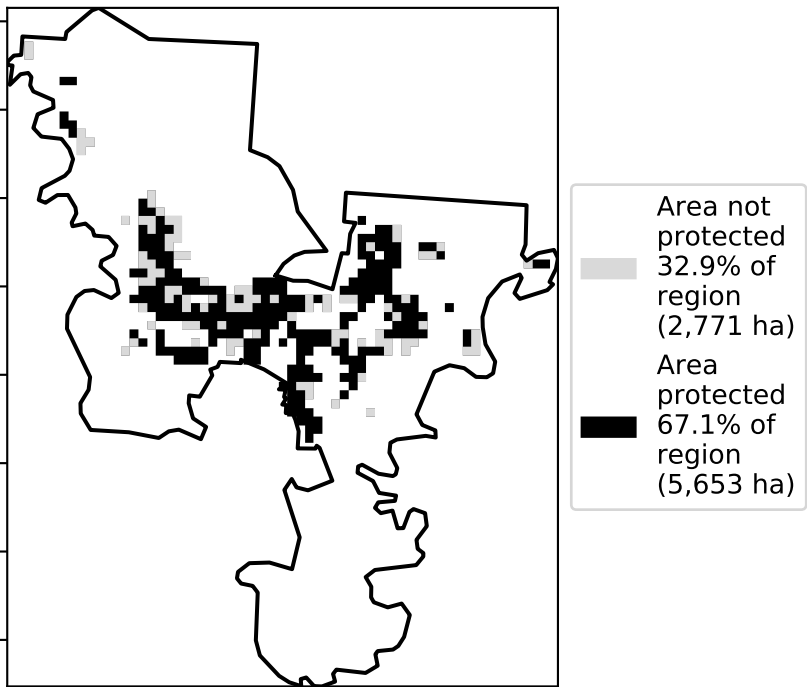 Area not
protected
32.9% of
region
(2,771 ha)
Area
protected
67.1% of
region
(5,653 ha)